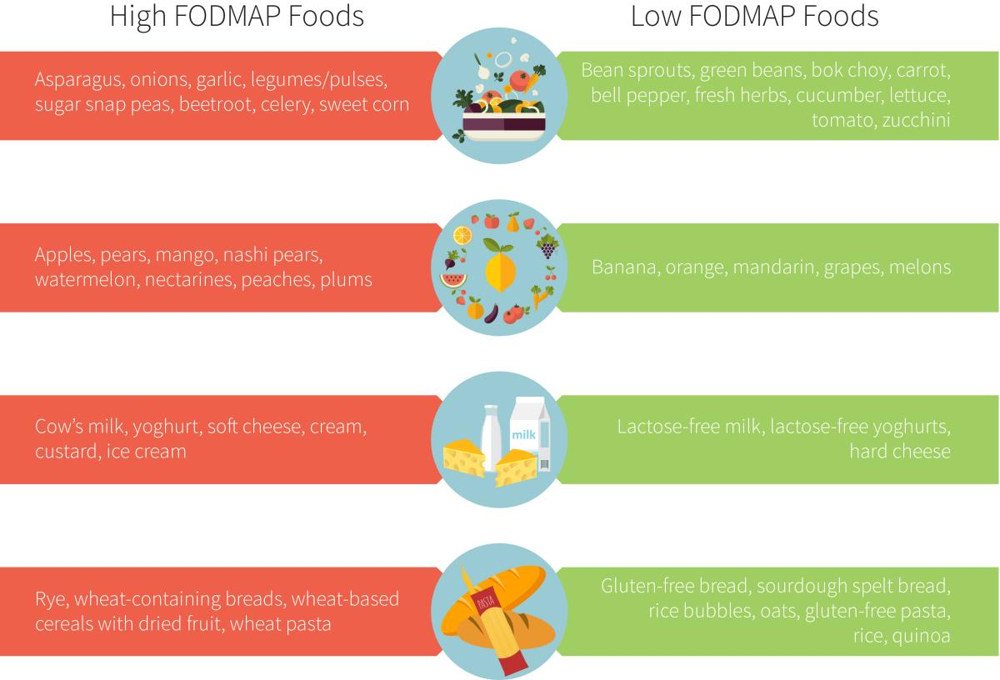 High FODMAP Foods
Low FODMAP Foods
Asparagus, onions, garlic, legumes/pulses,
sugar snap peas, beetroot, celery, sweet corn
Bean sprouts, green beans, bok choy, carrot,
bell pepper, fresh herbs, cucumber, lettuce,
tomato, zucchini
Apples, pears, mango, nashi pears,
watermelon, nectarines, peaches, plums
Banana, orange, mandarin, grapes, melons
Cow’s milk, yoghurt, soft cheese, cream,
custard, ice cream
milk
Lactose-free milk, lactose-free yoghurts,
hard cheese
Rye, wheat-containing breads, wheat-based
cereals with dried fruit, wheat pasta
PASTA
Gluten-free bread, sourdough spelt bread,
rice bubbles, oats, gluten-free pasta,
rice, quinoa